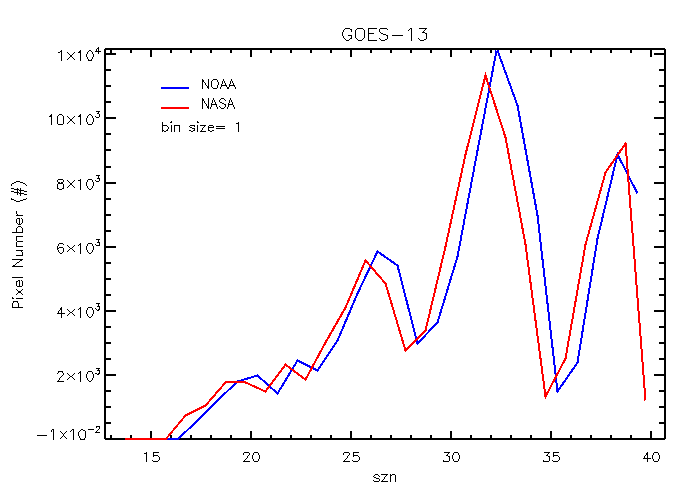 GOES-13
1×10⁴
10×10³
8×10³
6×10³
4×10³
2×10³
-1×10⁻²
Pixel Number (#)
NOAA
NASA
bin size= 1
15 20 25 30 35 40
szn